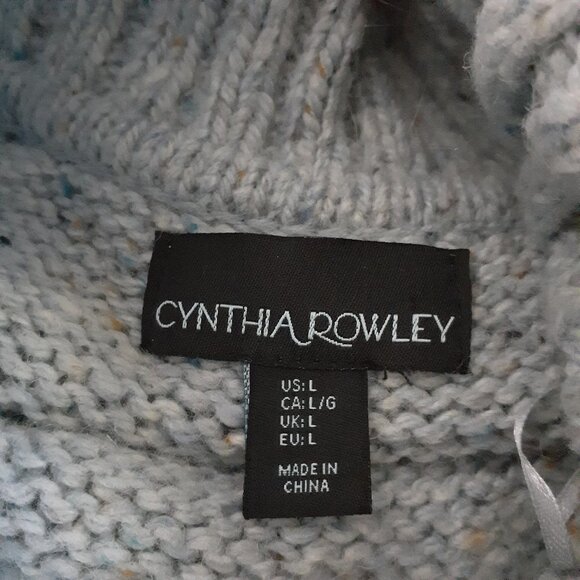 CYNTHIA ROWLEY
US: L
CA: L/G
UK: L
EU: L
MADE IN
CHINA